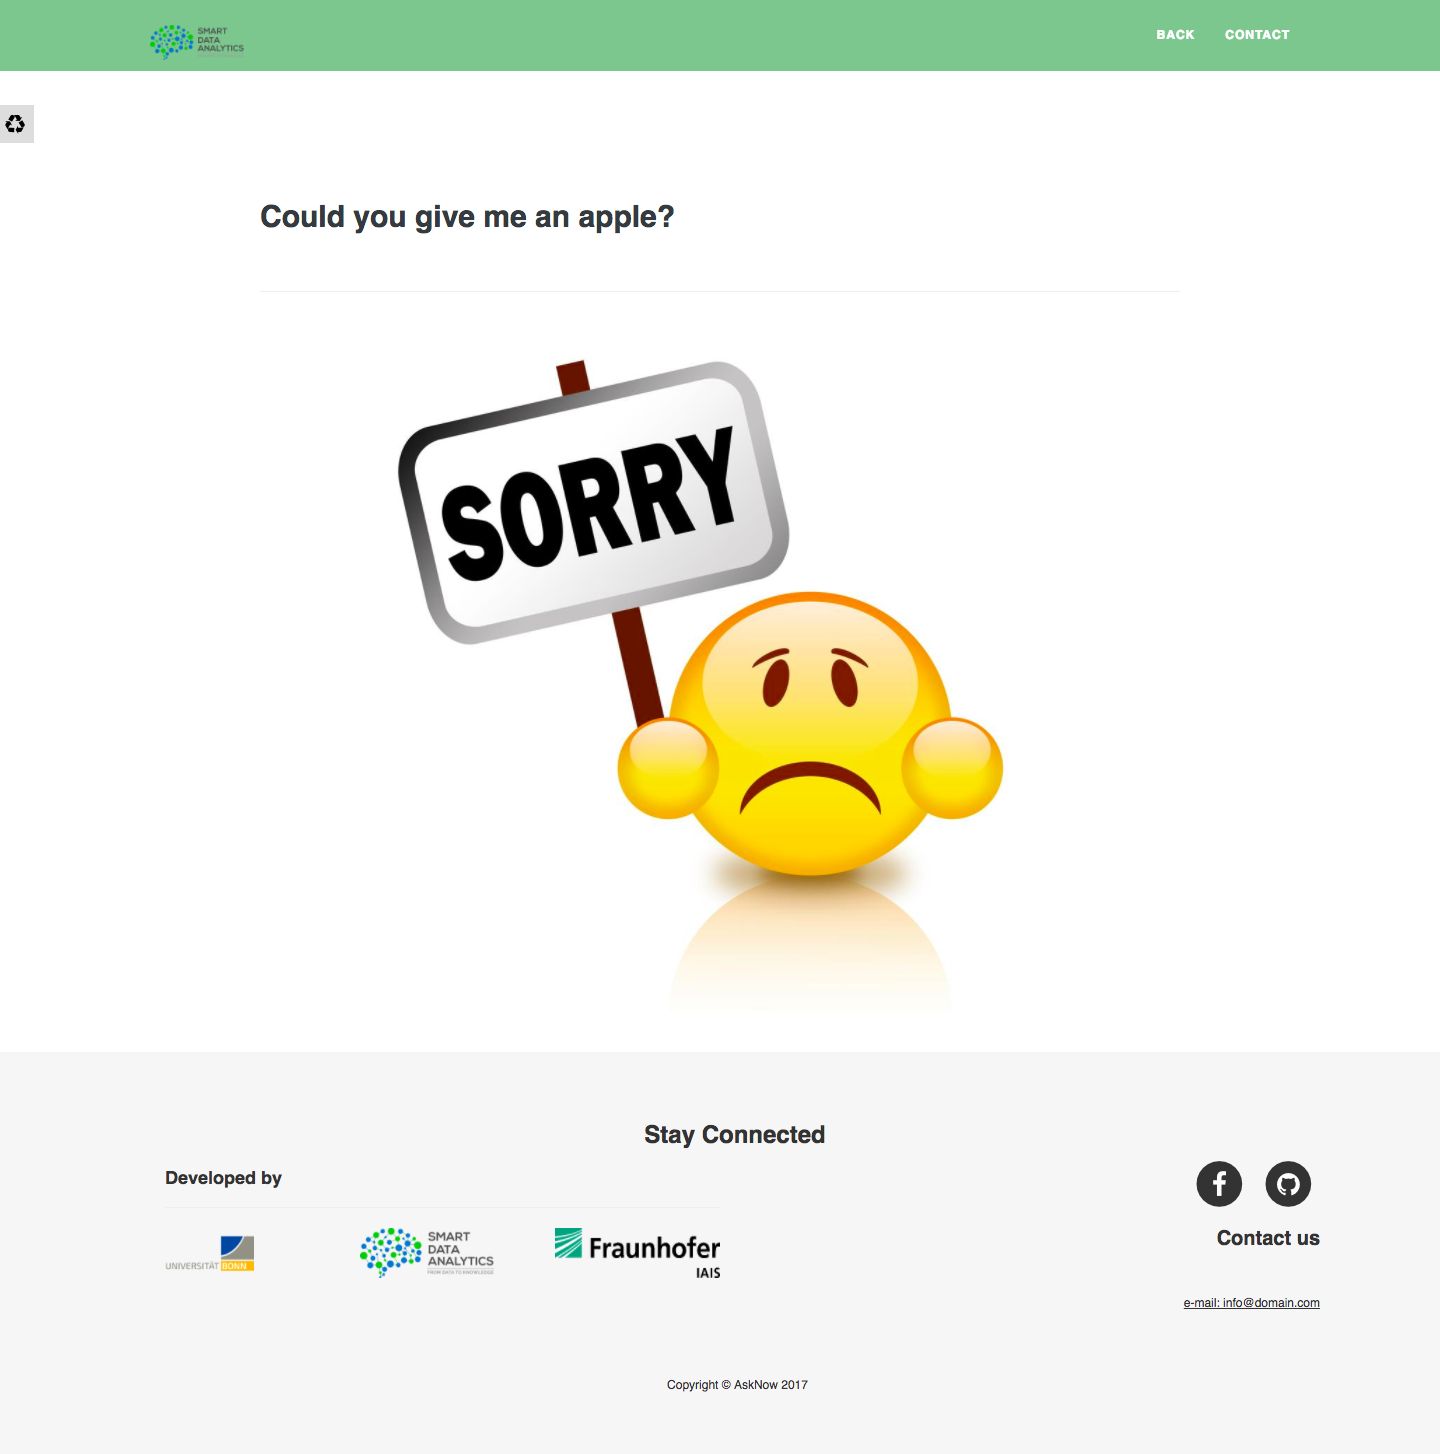 SMART
DATA
ANALYTICS
BACK CONTACT
Could you give me an apple?
SORRY
Stay Connected
Developed by
UNIVERSITÄT BONN
SMART
DATA
ANALYTICS
FROM DATA TO KNOWLEDGE
Fraunhofer
IAIS
Contact us
e-mail: info@domain.com
Copyright © AskNow 2017